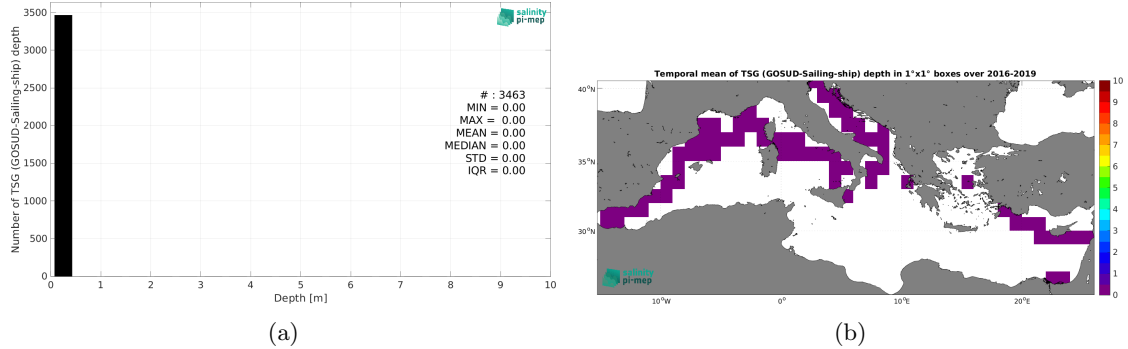 3500
3000
2500
2000
1500
1000
500
0
Number of TSG (GOSUD-Sailing-ship) depth
salinity
pi-mep
# : 3463
MIN = 0.00
MAX = 0.00
MEAN = 0.00
MEDIAN = 0.00
STD = 0.00
IQR = 0.00
0 1 2 3 4 5 6 7 8 9 10
Depth [m]
(a)
Temporal mean of TSG (GOSUD-Sailing-ship) depth in 1°x1° boxes over 2016-2019
40°N
35°N
30°N
salinity
pi-mep
10°W 0° 10°E 20°E
10
9
8
7
6
5
4
3
2
1
0
(b)